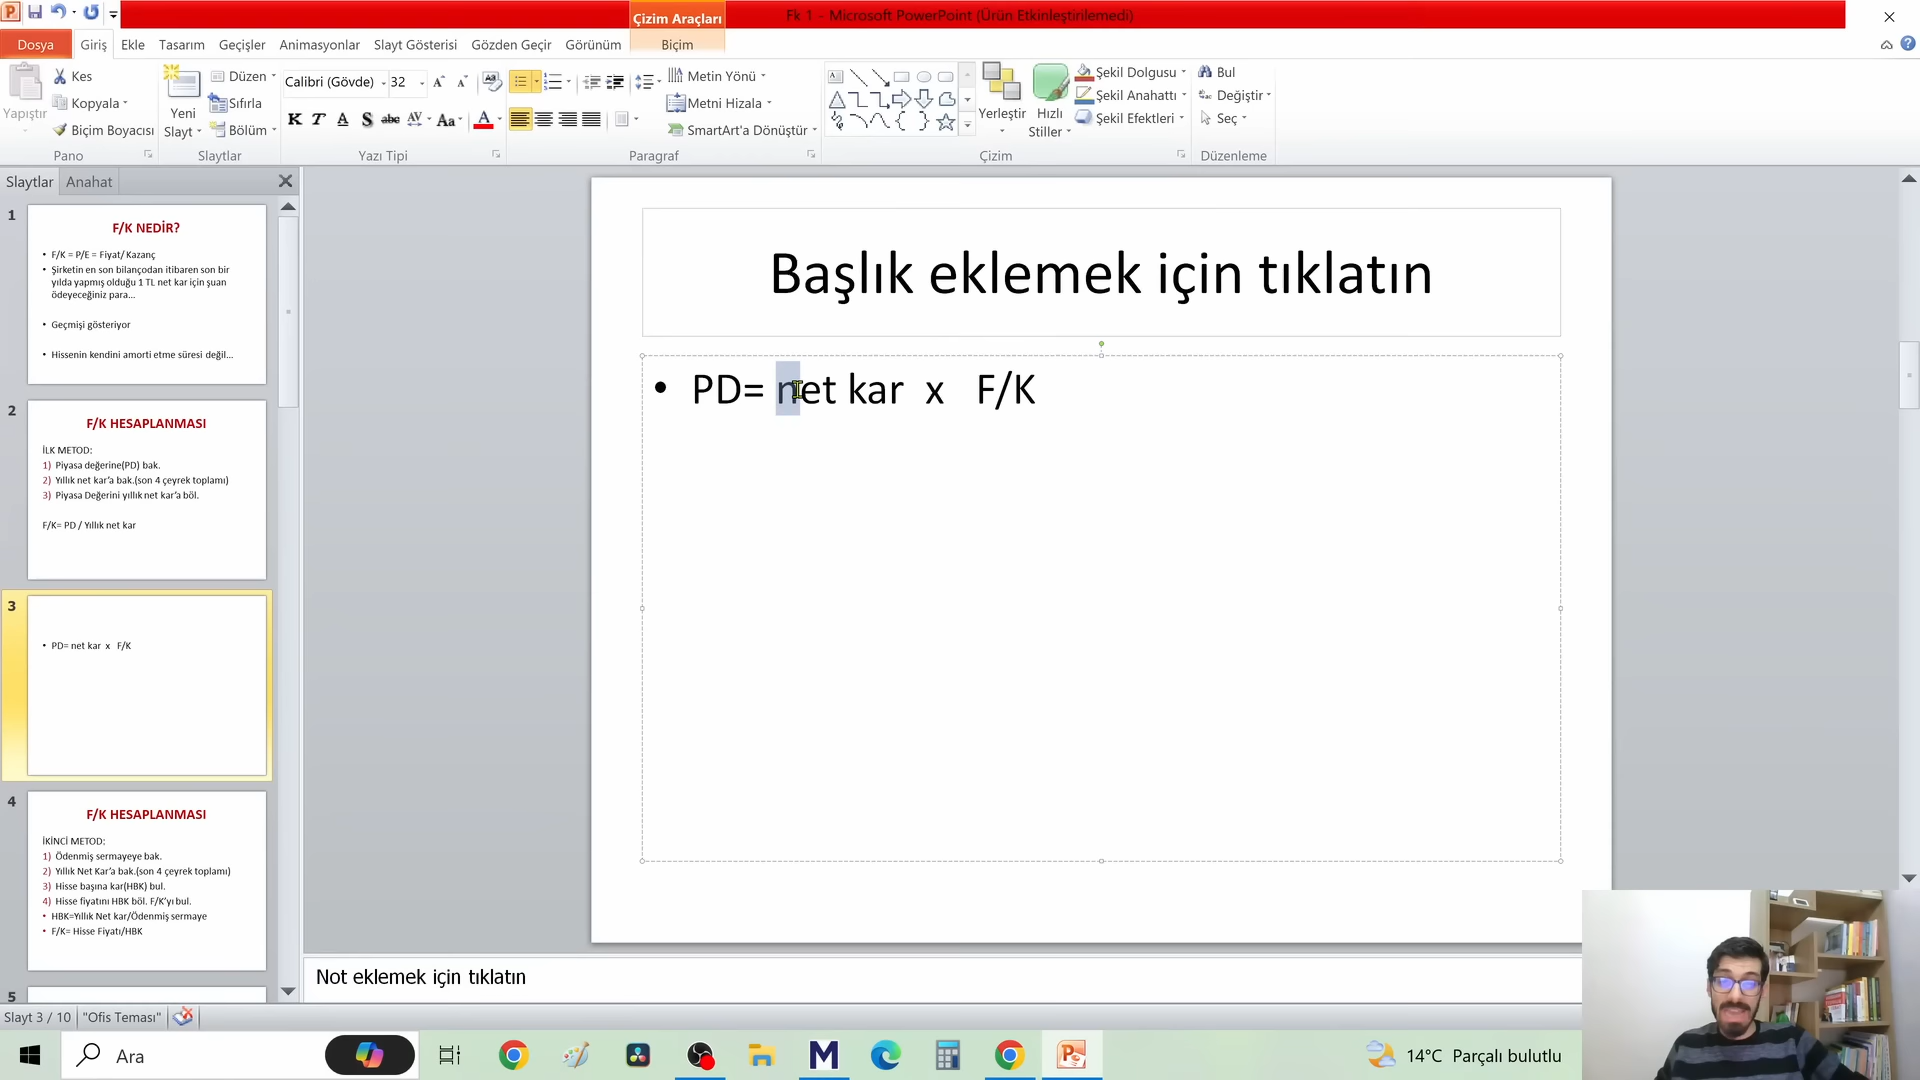 Fk 1 - Microsoft PowerPoint (Ürün Etkinleştirilemedi)
Çizim Araçları
Dosya Giriş Ekle Tasarım Geçişler Animasyonlar Slayt Gösterisi Gözden Geçir Görünüm Biçim
Yapıştır
Kes
Kopyala
Biçim Boyacısı
Pano
Yeni Slayt
Düzen
Sıfırla
Bölüm
Slaytlar
Calibri (Gövde) 32
K T A S abc AV Aa A
Yazı Tipi
Metin Yönü
Metni Hizala
SmartArt'a Dönüştür
Paragraf
Yerleştir
Hızlı Stiller
Şekil Dolgusu
Şekil Anahattı
Şekil Efektleri
Çizim
Bul
Değiştir
Seç
Düzenleme
Slaytlar Anahat
1
F/K NEDİR?
• F/K = P/E = Fiyat/ Kazanç
• Şirketin en son bilançodan itibaren son bir
yılda yapmış olduğu 1 TL net kar için şuan
ödeyeceğiniz para...
• Geçmişi gösteriyor
• Hissenin kendini amorti etme süresi değil...
2
F/K HESAPLANMASI
İLK METOD:
1) Piyasa değerine(PD) bak.
2) Yıllık net kar'a bak.(son 4 çeyrek toplamı)
3) Piyasa Değerini yıllık net kar'a böl.
F/K= PD / Yıllık net kar
3
• PD= net kar x F/K
4
F/K HESAPLANMASI
İKİNCİ METOD:
1) Ödenmiş sermayeye bak.
2) Yıllık Net Kar'a bak.(son 4 çeyrek toplamı)
3) Hisse başına kar(HBK) bul.
4) Hisse fiyatını HBK böl. F/K'yı bul.
• HBK=Yıllık Net kar/Ödenmiş sermaye
• F/K= Hisse Fiyatı/HBK
5
Başlık eklemek için tıklatın
• PD= net kar x F/K
Not eklemek için tıklatın
Slayt 3 / 10 "Ofis Teması"
Ara
14°C Parçalı bulutlu